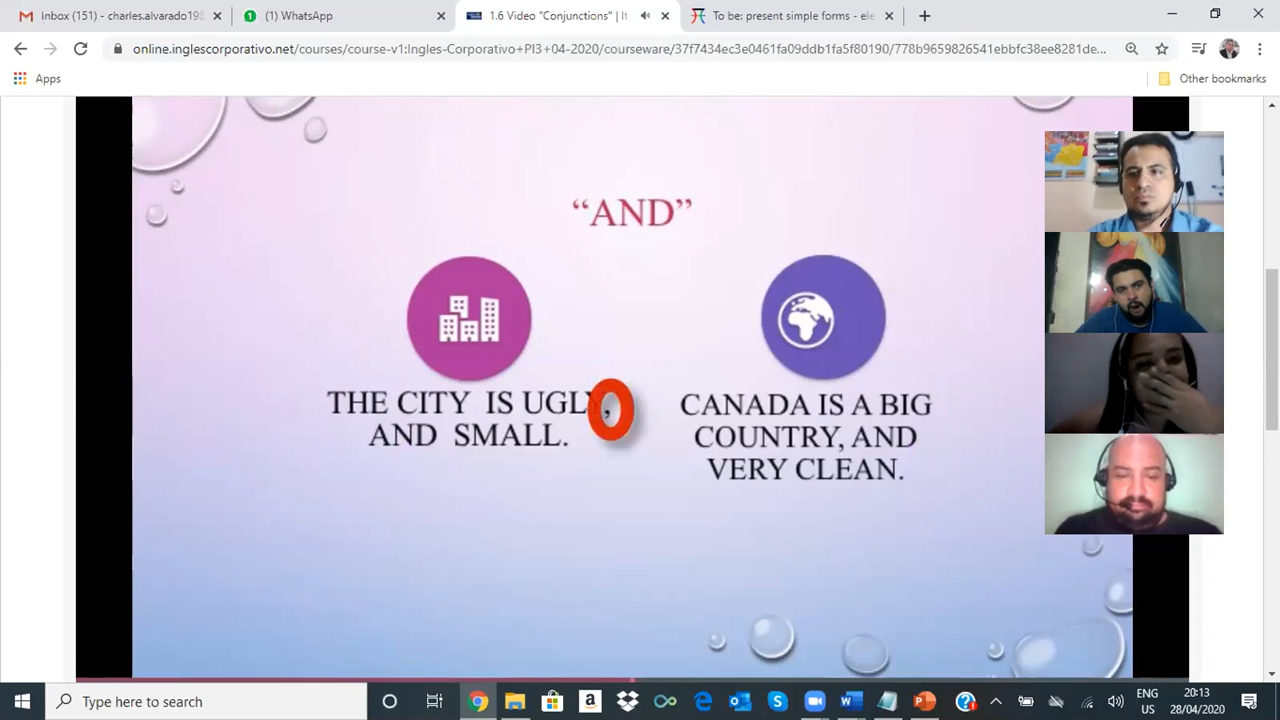 Inbox (151) - charles.alvarado199
(1) WhatsApp
1.6 Video "Conjunctions" | It
To be: present simple forms - ele
online.inglescorporativo.net/courses/course-v1:Ingles-Corporativo+PI3+04-2020/courseware/37f7434ec3e0461fa09ddb1fa5f80190/778b9659826541ebbfc38ee8281de...
Apps
Other bookmarks
“AND”
THE CITY IS UGLY,
AND SMALL.
CANADA IS A BIG
COUNTRY, AND
VERY CLEAN.
Type here to search
ENG
US
20:13
28/04/2020